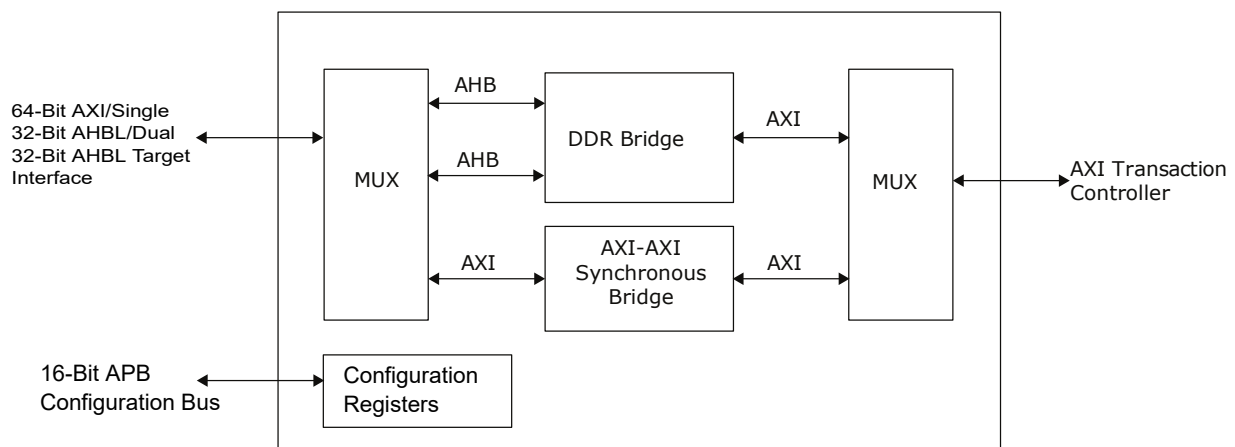 64-Bit AXI/Single
32-Bit AHBL/Dual
32-Bit AHBL Target
Interface
MUX
AHB
AHB
DDR Bridge
AXI
MUX
AXI Transaction
Controller
AXI
AXI-AXI
Synchronous
Bridge
AXI
16-Bit APB
Configuration Bus
Configuration
Registers